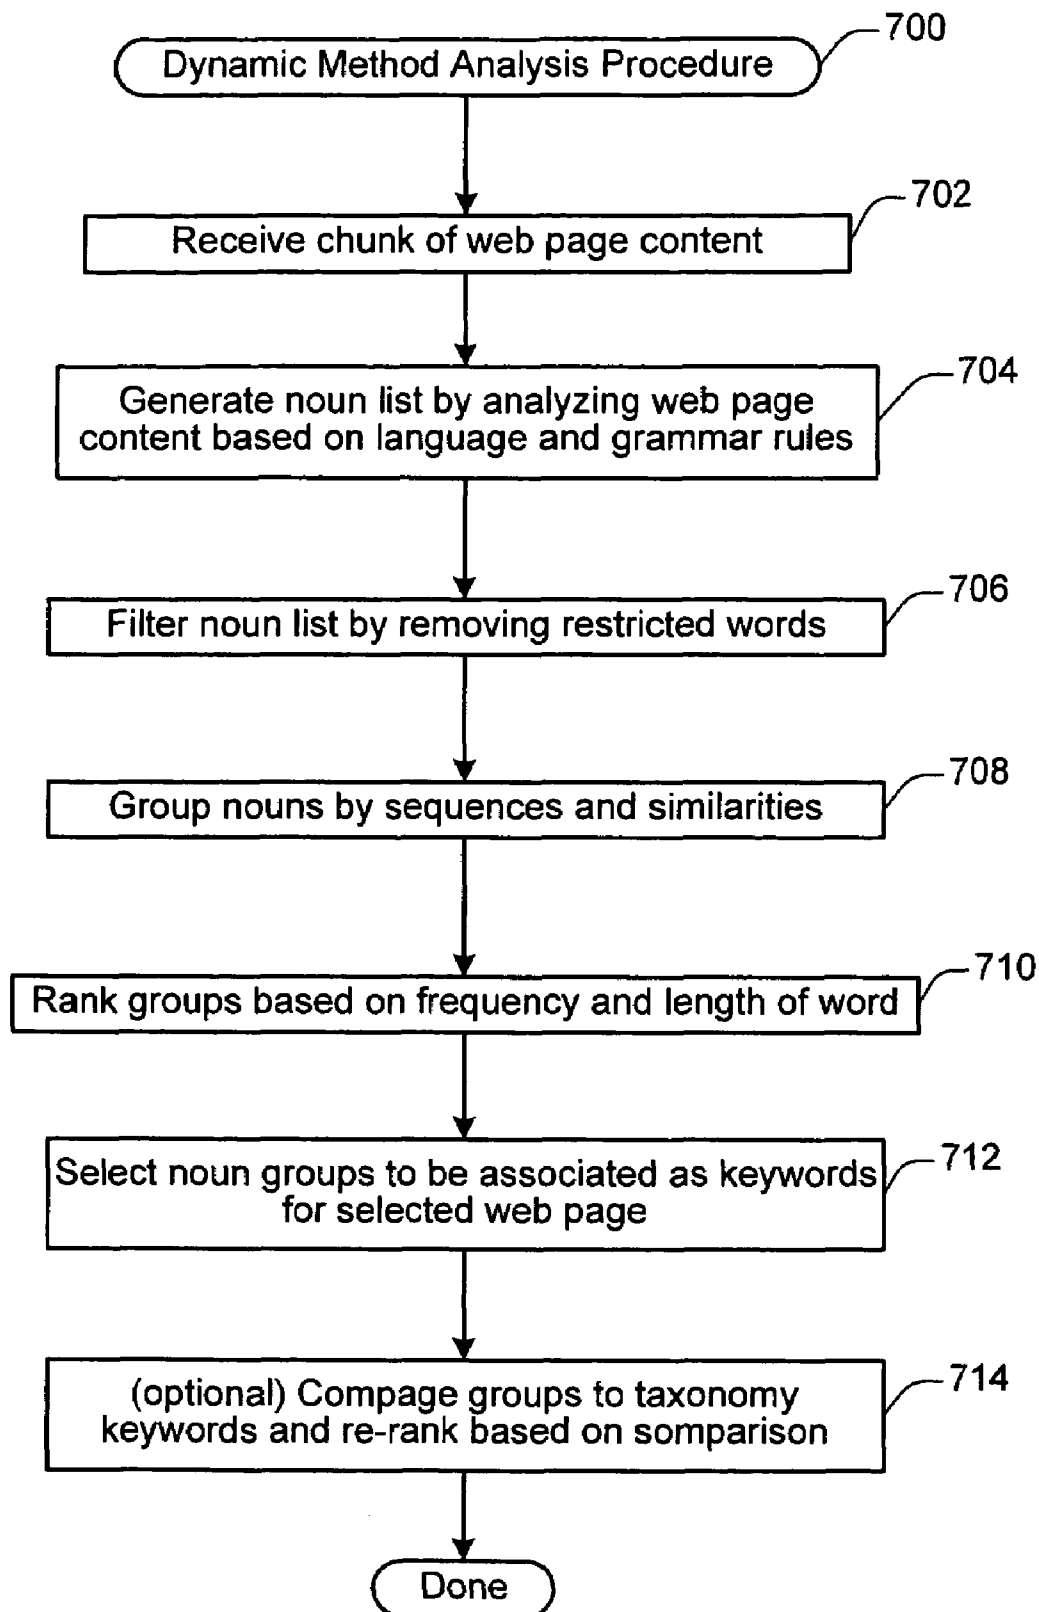 700
Dynamic Method Analysis Procedure
702
Receive chunk of web page content
704
Generate noun list by analyzing web page
content based on language and grammar rules
706
Filter noun list by removing restricted words
708
Group nouns by sequences and similarities
710
Rank groups based on frequency and length of word
712
Select noun groups to be associated as keywords
for selected web page
714
(optional) Compage groups to taxonomy
keywords and re-rank based on somparison
Done